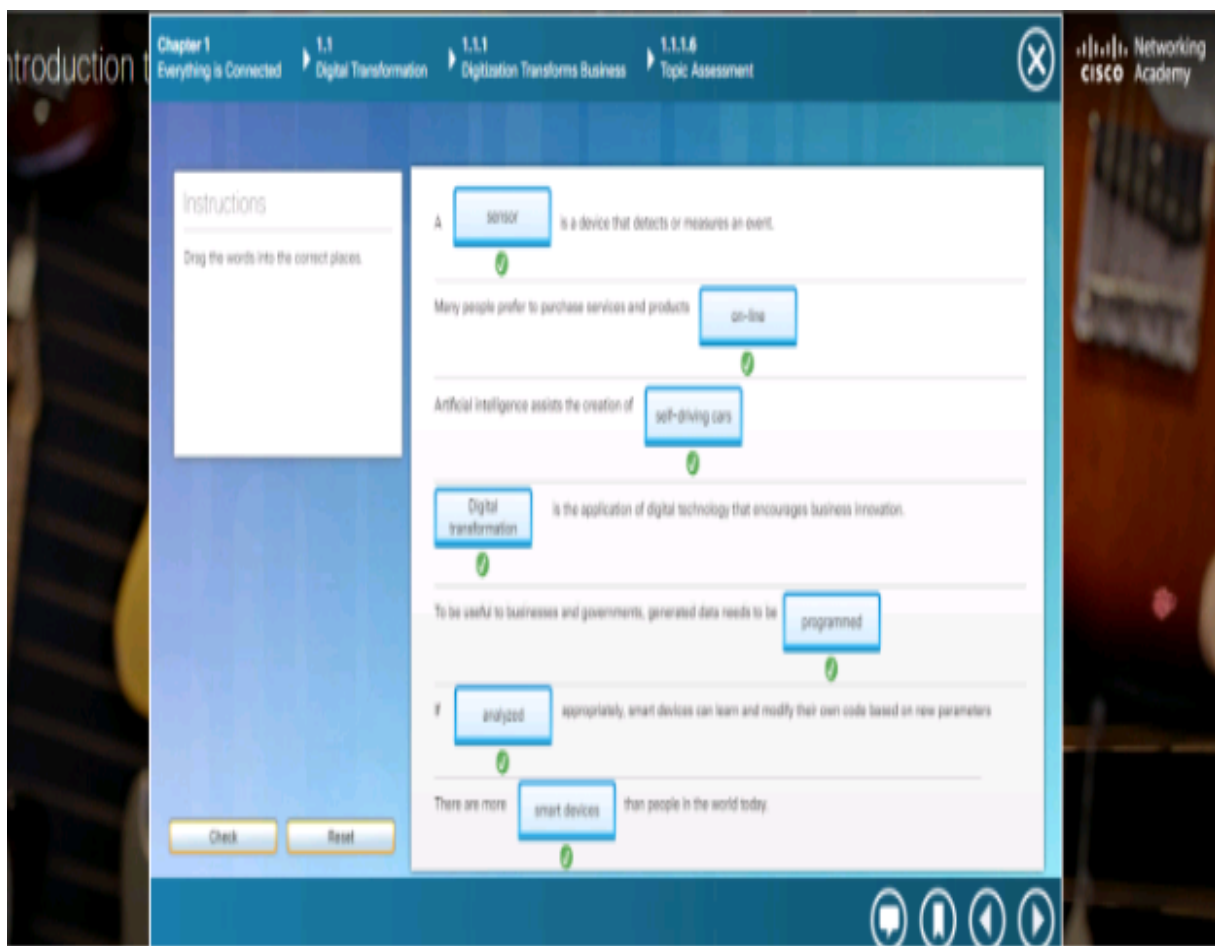 ntroduction t
Chapter 1
Everything is Connected
1.1
Digital Transformation
1.1.1
Digitization Transforms Business
1.1.1.6
Topic Assessment
Networking
CISCO Academy
Instructions
Drag the words into the correct places.
A sensor is a device that detects or measures an event.
Many people prefer to purchase services and products on-line
Artificial intelligence assists the creation of self-driving cars
Digital
transformation is the application of digital technology that encourages business innovation.
To be useful to businesses and governments, generated data needs to be programmed
If analyzed appropriately, smart devices can learn and modify their own code based on new parameters
There are more smart devices than people in the world today.
Check Reset